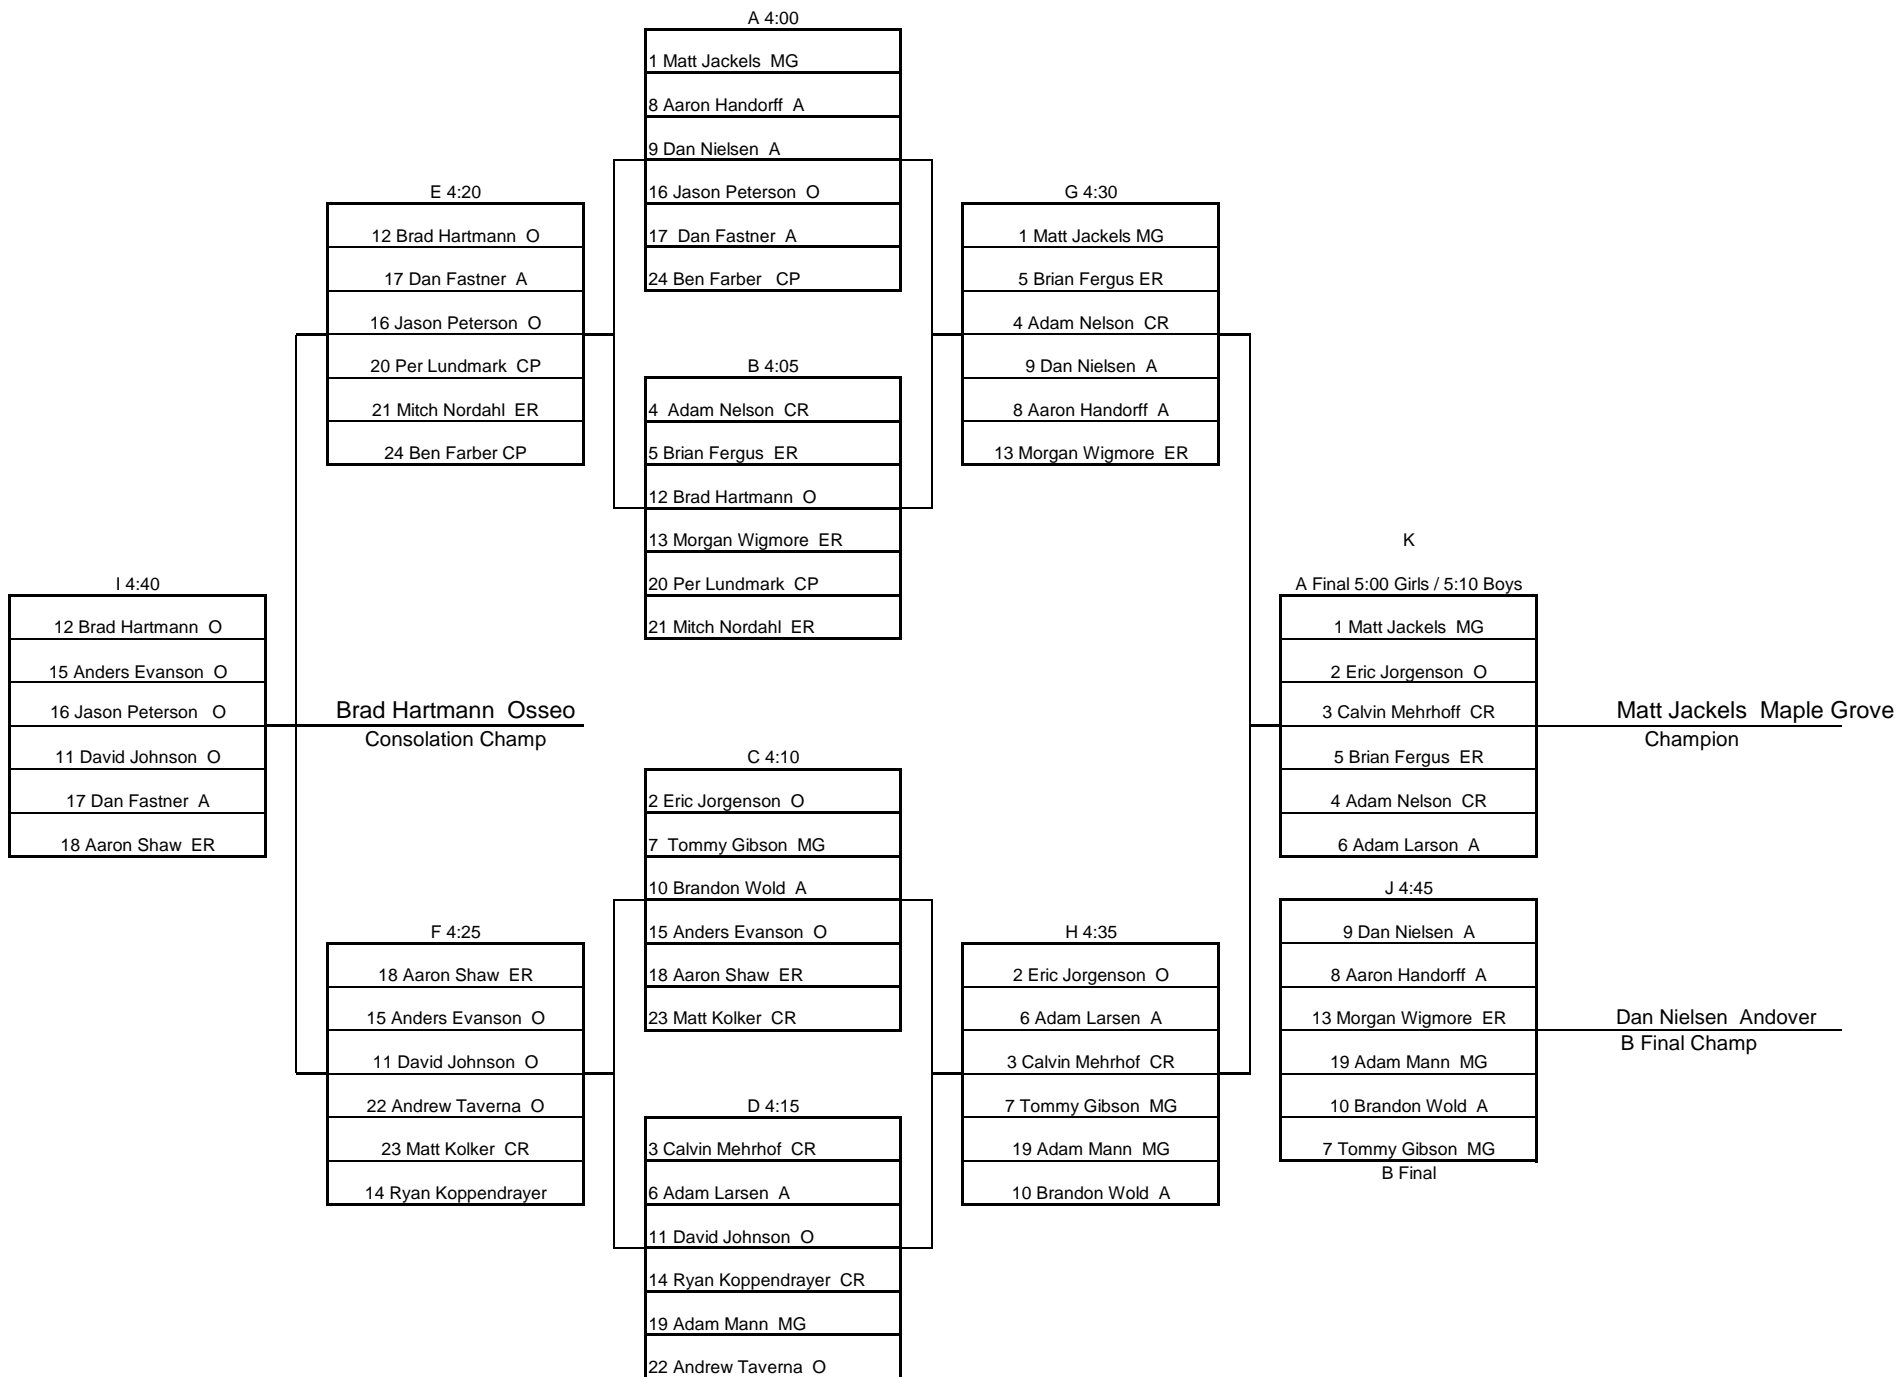 A 4:00
1 Matt Jackels MG
8 Aaron Handorff A
9 Dan Nielsen A
16 Jason Peterson O
17 Dan Fastner A
24 Ben Farber CP
E 4:20
12 Brad Hartmann O
17 Dan Fastner A
16 Jason Peterson O
20 Per Lundmark CP
21 Mitch Nordahl ER
24 Ben Farber CP
G 4:30
1 Matt Jackels MG
5 Brian Fergus ER
4 Adam Nelson CR
9 Dan Nielsen A
8 Aaron Handorff A
13 Morgan Wigmore ER
B 4:05
4 Adam Nelson CR
5 Brian Fergus ER
12 Brad Hartmann O
13 Morgan Wigmore ER
20 Per Lundmark CP
21 Mitch Nordahl ER
I 4:40
12 Brad Hartmann O
15 Anders Evanson O
16 Jason Peterson O
11 David Johnson O
17 Dan Fastner A
18 Aaron Shaw ER
Brad Hartmann Osseo
Consolation Champ
K
A Final 5:00 Girls / 5:10 Boys
1 Matt Jackels MG
2 Eric Jorgenson O
3 Calvin Mehrhoff CR
5 Brian Fergus ER
4 Adam Nelson CR
6 Adam Larson A
Matt Jackels Maple Grove
Champion
C 4:10
2 Eric Jorgenson O
7 Tommy Gibson MG
10 Brandon Wold A
15 Anders Evanson O
18 Aaron Shaw ER
23 Matt Kolker CR
F 4:25
18 Aaron Shaw ER
15 Anders Evanson O
11 David Johnson O
22 Andrew Taverna O
23 Matt Kolker CR
14 Ryan Koppendrayer
H 4:35
2 Eric Jorgenson O
6 Adam Larsen A
3 Calvin Mehrhof CR
7 Tommy Gibson MG
19 Adam Mann MG
10 Brandon Wold A
J 4:45
9 Dan Nielsen A
8 Aaron Handorff A
13 Morgan Wigmore ER
19 Adam Mann MG
10 Brandon Wold A
7 Tommy Gibson MG
B Final
Dan Nielsen Andover
B Final Champ
D 4:15
3 Calvin Mehrhof CR
6 Adam Larsen A
11 David Johnson O
14 Ryan Koppendrayer CR
19 Adam Mann MG
22 Andrew Taverna O